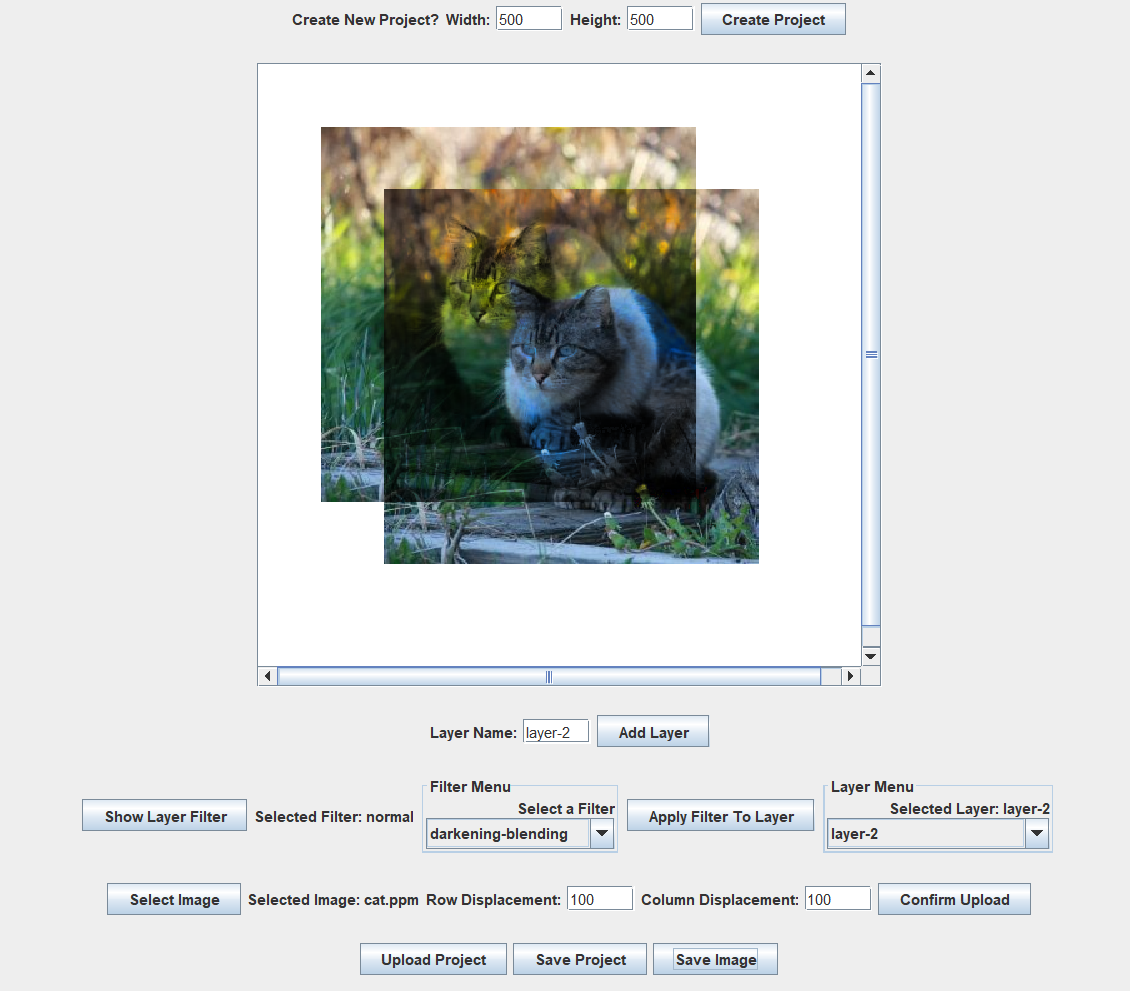 Create New Project? Width: 500 Height: 500 Create Project
Layer Name: layer-2 Add Layer
Filter Menu Layer Menu
Select a Filter Selected Layer: layer-2
Show Layer Filter Selected Filter: normal darkening-blending Apply Filter To Layer layer-2
Select Image Selected Image: cat.ppm Row Displacement: 100 Column Displacement: 100 Confirm Upload
Upload Project Save Project Save Image